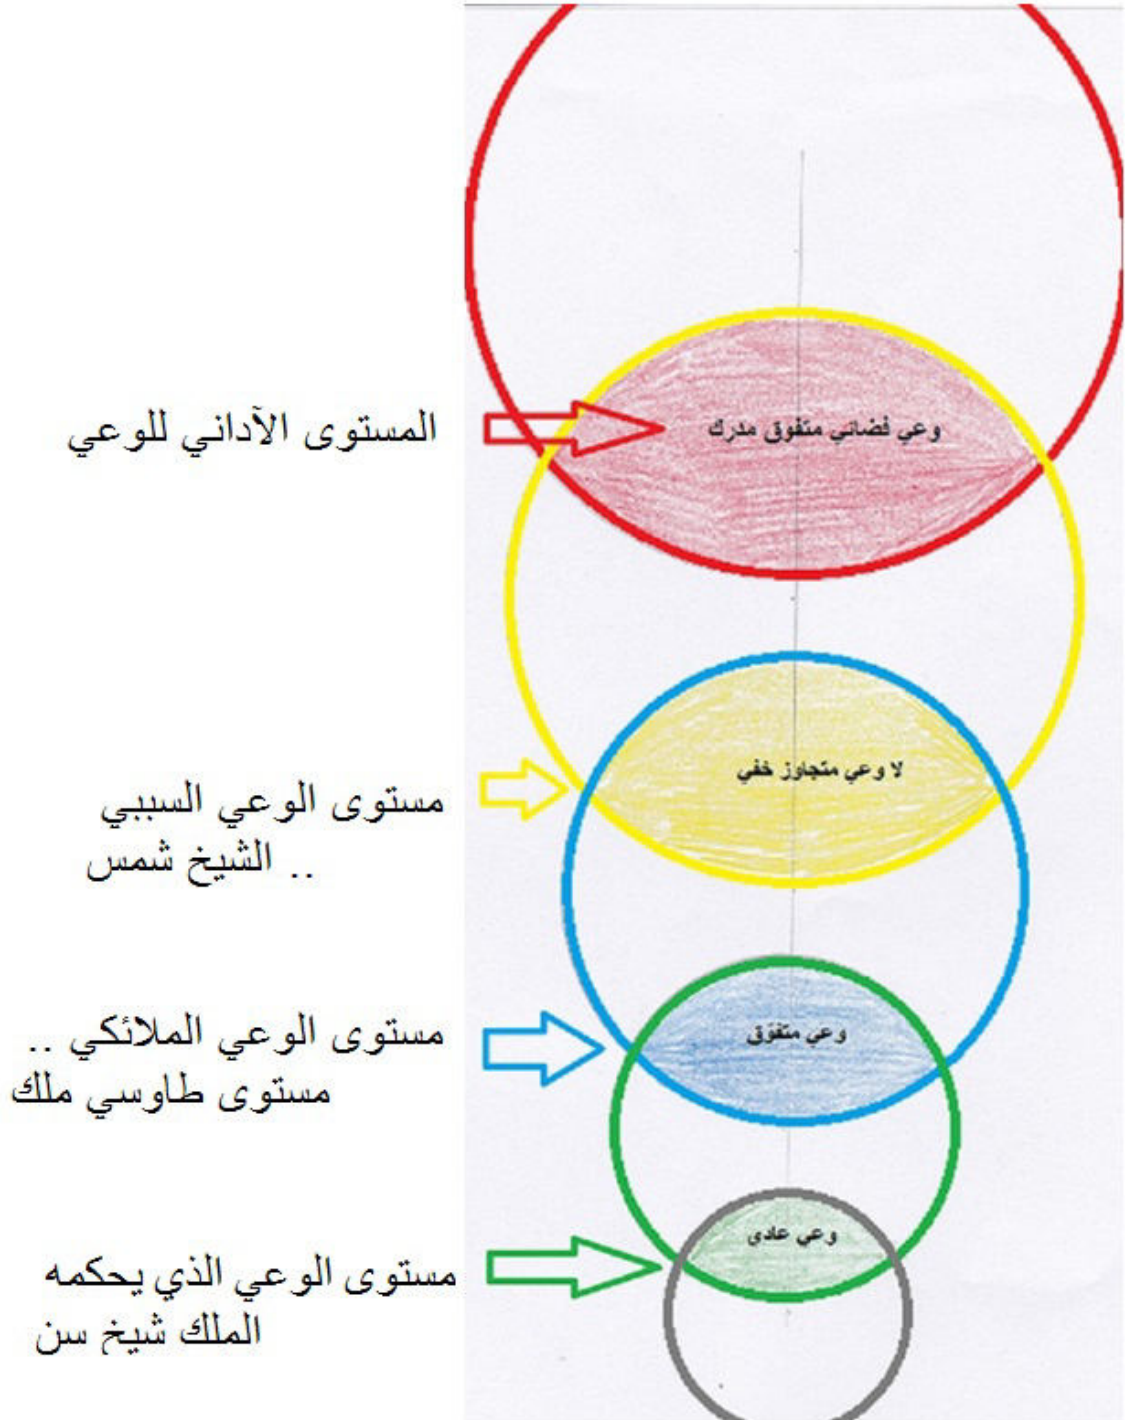 المستوى الآداني للوعي
وعي فضائي متفوق مدرك
لا وعي متجاوز خفي
مستوى الوعي السببي
.. الشيخ شمس
وعي متفوّق
مستوى الوعي الملائكي ..
مستوى طاوسي ملك
وعي عادي
مستوى الوعي الذي يحكمه
الملك شيخ سن